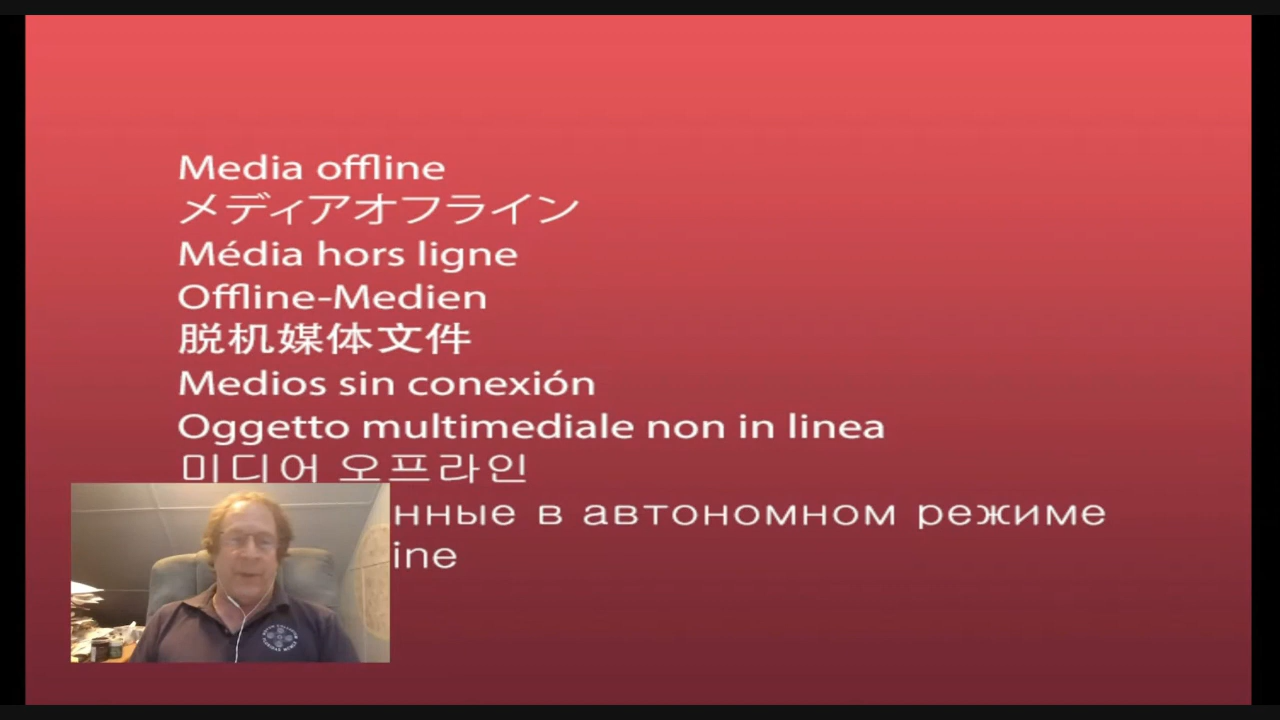 Media offline
メディアオフライン
Média hors ligne
Offline-Medien
脱机媒体文件
Medios sin conexión
Oggetto multimediale non in linea
미디어 오프라인
нные в автономном режиме
ine